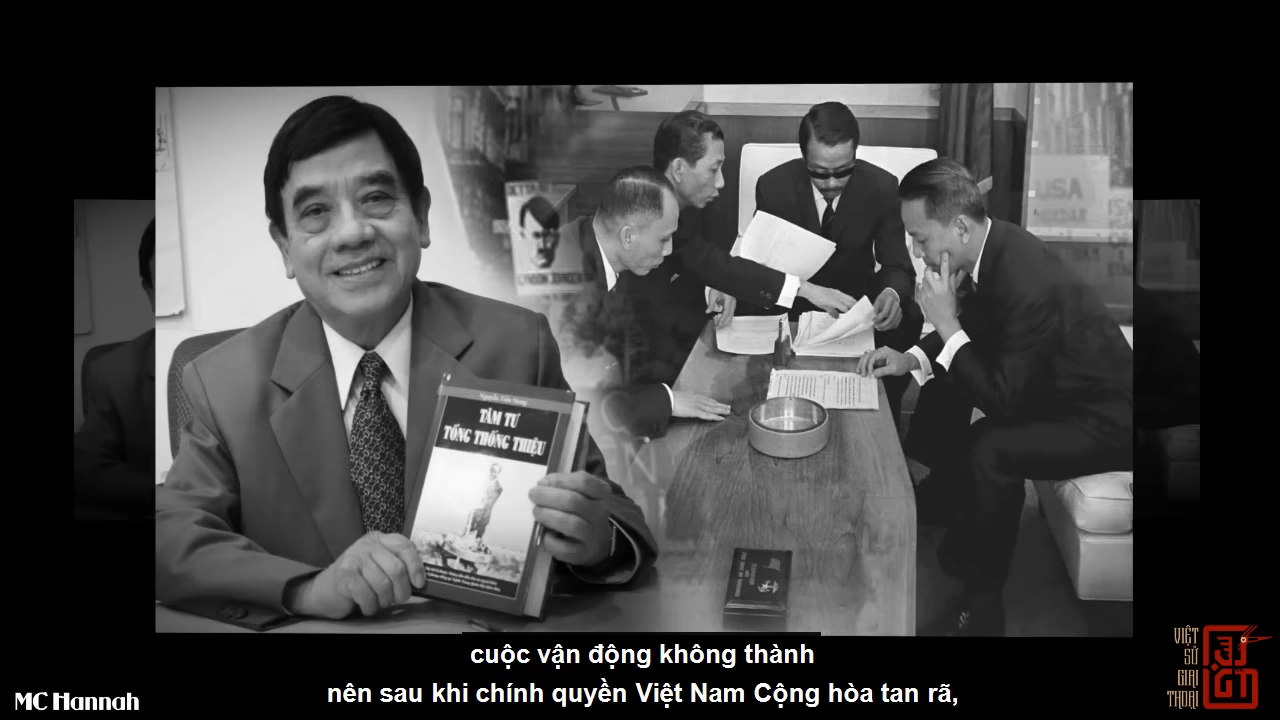 Nguyễn Tiến Hưng
TÂM TƯ
TỔNG THỐNG THIỆU
USA
cuộc vận động không thành
nên sau khi chính quyền Việt Nam Cộng hòa tan rã,
MC Hannah
VIỆT
SỬ
GIAI
THOẠI